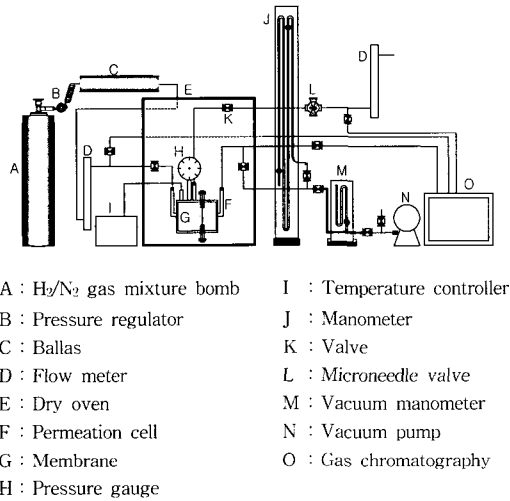 J
C
D
B
E
L
K
A
D
H
M
O
N
I
G
F
A : H2/N2 gas mixture bomb
B : Pressure regulator
C : Ballas
D : Flow meter
E : Dry oven
F : Permeation cell
G : Membrane
H : Pressure gauge
I : Temperature controller
J : Manometer
K : Valve
L : Microneedle valve
M : Vacuum manometer
N : Vacuum pump
O : Gas chromatography